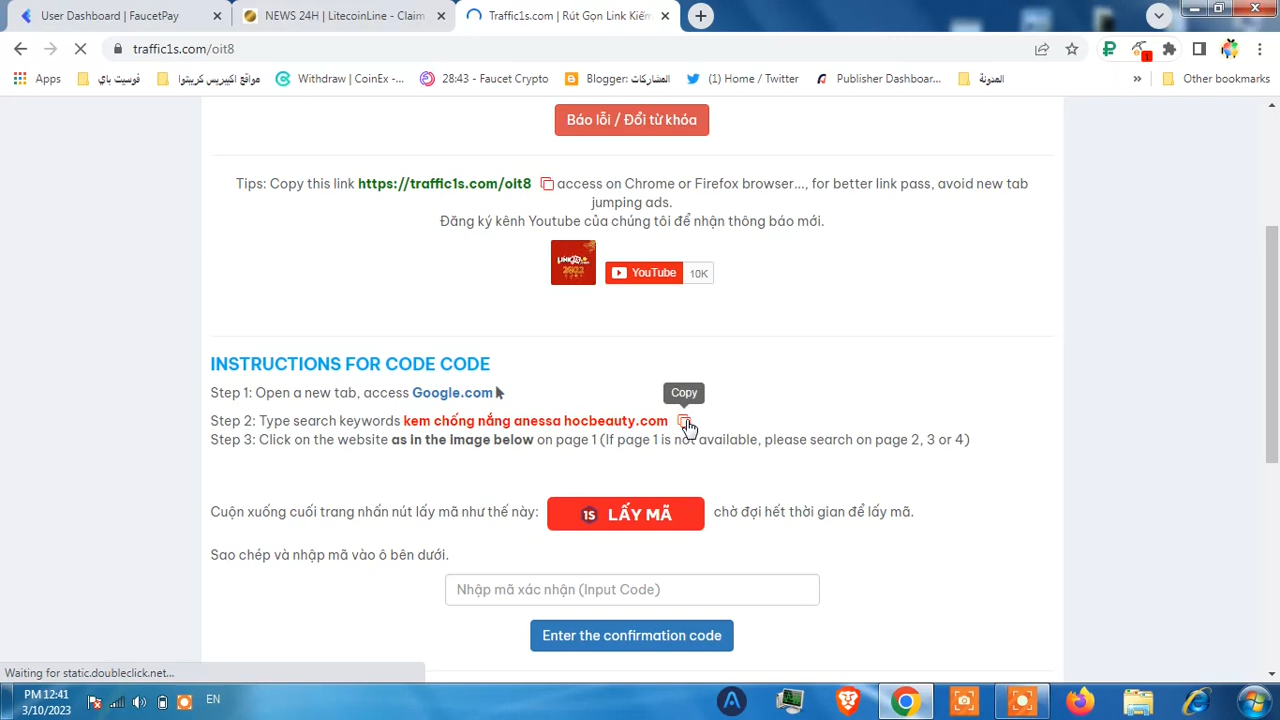 User Dashboard | FaucetPay
NEWS 24H | LitecoinLine - Claim
Traffic1s.com | Rút Gọn Link Kiếm
traffic1s.com/oit8
1
Apps
فوسيت باي
مواقع اكبيريس كريبتوا
Withdraw | CoinEx -...
28:43 - Faucet Crypto
Blogger: المشاركات
(1) Home / Twitter
Publisher Dashboar...
المدونة
»
Other bookmarks
Báo lỗi / Đổi từ khóa
Tips: Copy this link https://traffic1s.com/oit8 access on Chrome or Firefox browser..., for better link pass, avoid new tab
jumping ads.
Đăng ký kênh Youtube của chúng tôi để nhận thông báo mới.
YouTube 10K
INSTRUCTIONS FOR CODE CODE
Step 1: Open a new tab, access Google.com
Copy
Step 2: Type search keywords kem chống nắng anessa hocbeauty.com
Step 3: Click on the website as in the image below on page 1 (If page 1 is not available, please search on page 2, 3 or 4)
Cuộn xuống cuối trang nhấn nút lấy mã như thế này: 1S LẤY MÃ chờ đợi hết thời gian để lấy mã.
Sao chép và nhập mã vào ô bên dưới.
Nhập mã xác nhận (Input Code)
Enter the confirmation code
Waiting for static.doubleclick.net...
PM 12:41
3/10/2023
EN